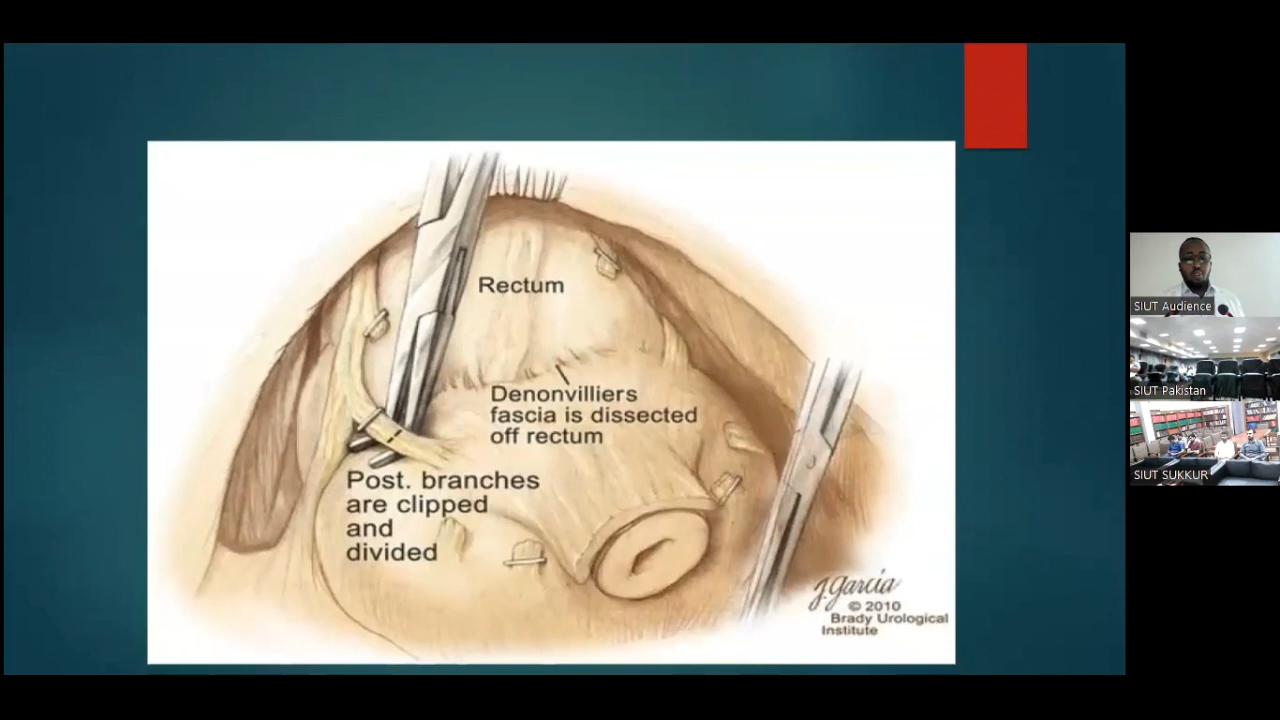 Rectum
Denonvilliers
fascia is dissected
off rectum
Post. branches
are clipped
and
divided
J. Garcia
© 2010
Brady Urological
Institute
SIUT Audience
SIUT Pakistan
SIUT SUKKUR